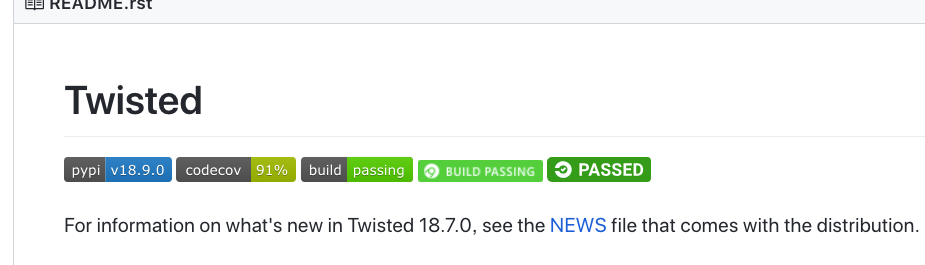 README.rst
Twisted
pypi v18.9.0 codecov 91% build passing BUILD PASSING PASSED
For information on what's new in Twisted 18.7.0, see the NEWS file that comes with the distribution.